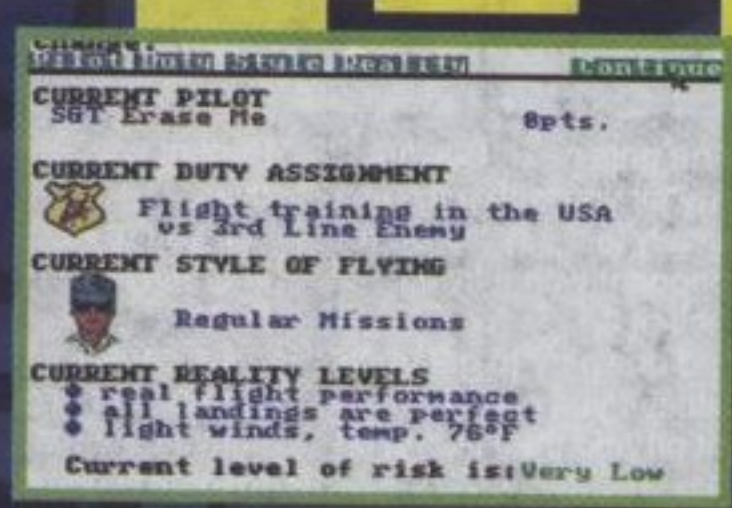 change.
Pilot Duty Style Reality Continue
CURRENT PILOT
SGT Erase Me 0pts.
CURRENT DUTY ASSIGNMENT
Flight training in the USA
vs 3rd Line Enemy
CURRENT STYLE OF FLYING
Regular Missions
CURRENT REALITY LEVELS
real flight performance
all landings are perfect
light winds, temp. 76°F
Current level of risk is:Very Low